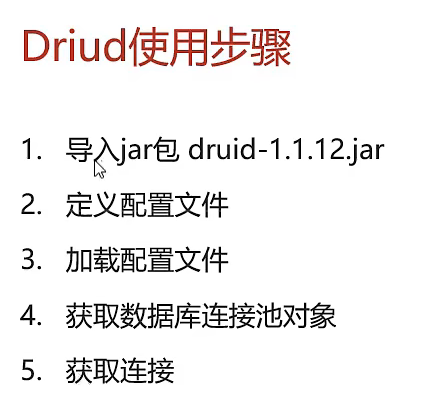 Driud使用步骤
1. 导入jar包 druid-1.1.12.jar
2. 定义配置文件
3. 加载配置文件
4. 获取数据库连接池对象
5. 获取连接